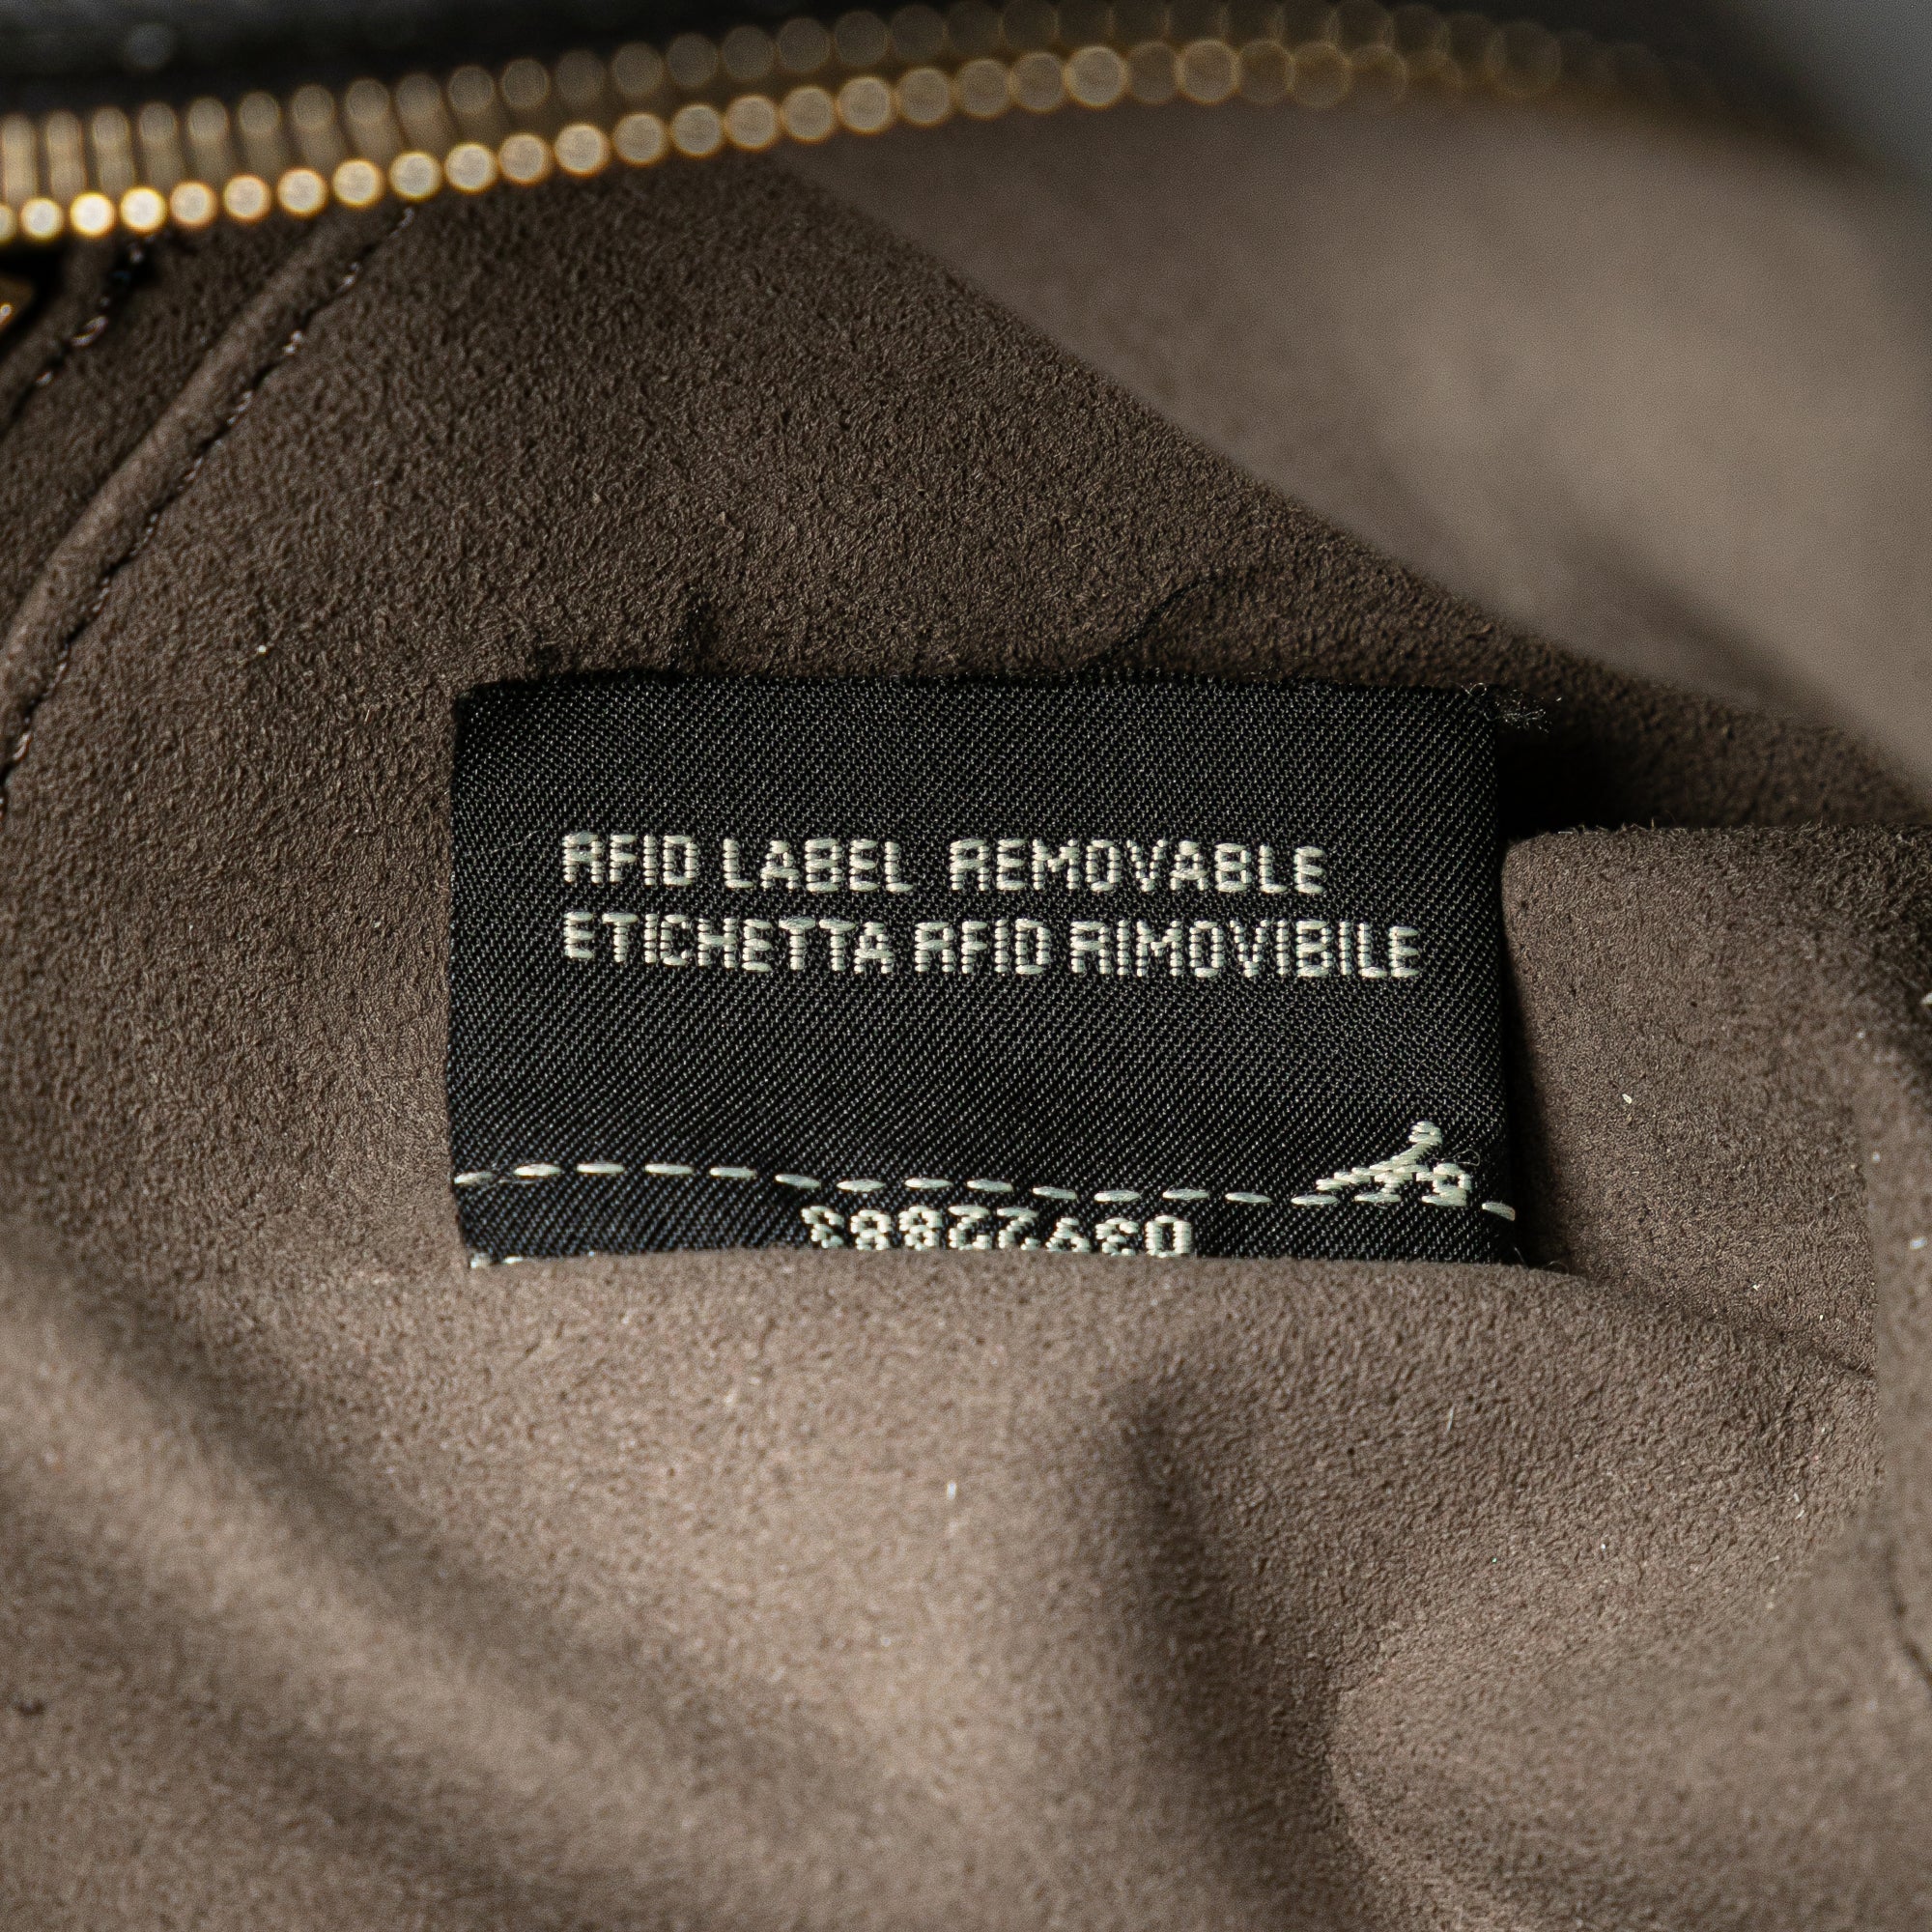 RFID LABEL REMOVABLE
ETICHETTA RFID RIMOVIBILE